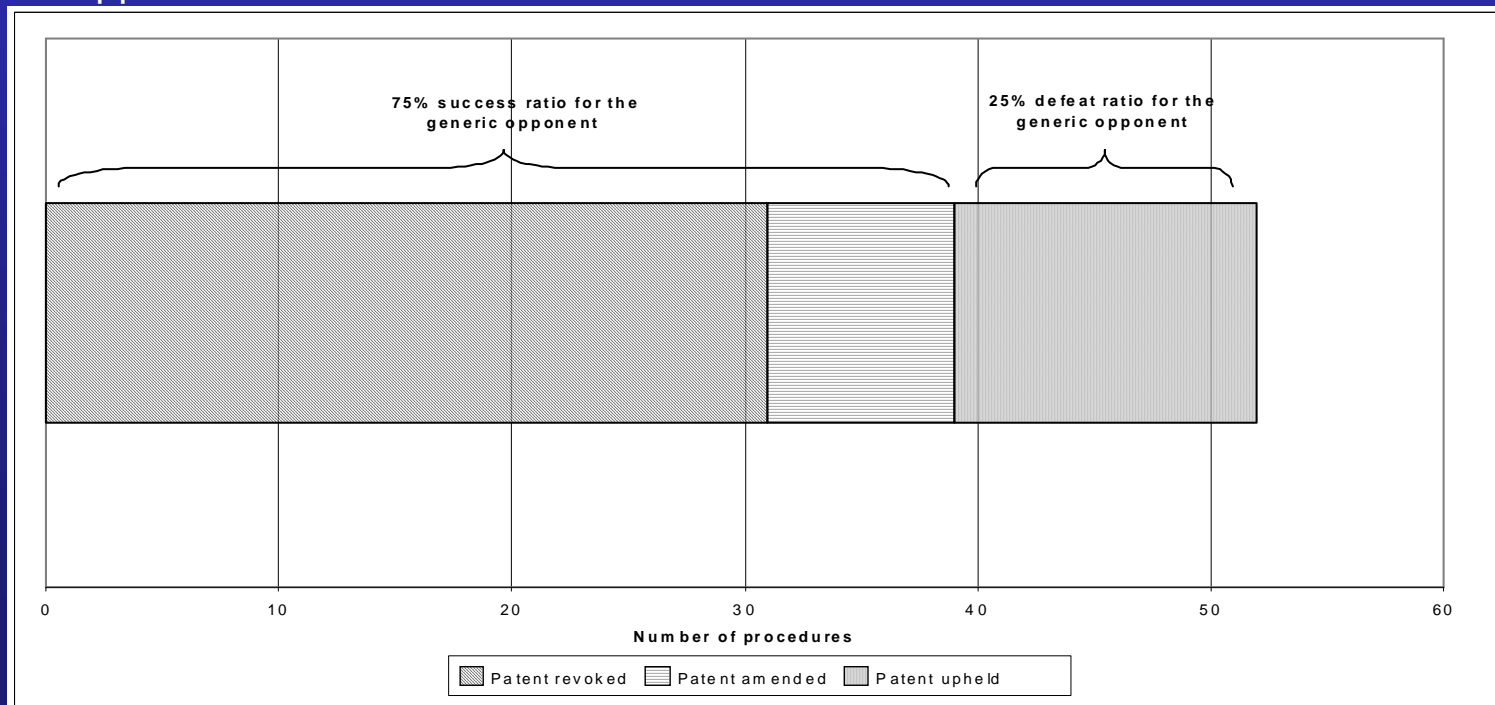 75% success ratio for the
generic opponent
25% defeat ratio for the
generic opponent
0 10 20 30 40 50 60
Number of procedures
Patent revoked Patent amended Patent upheld